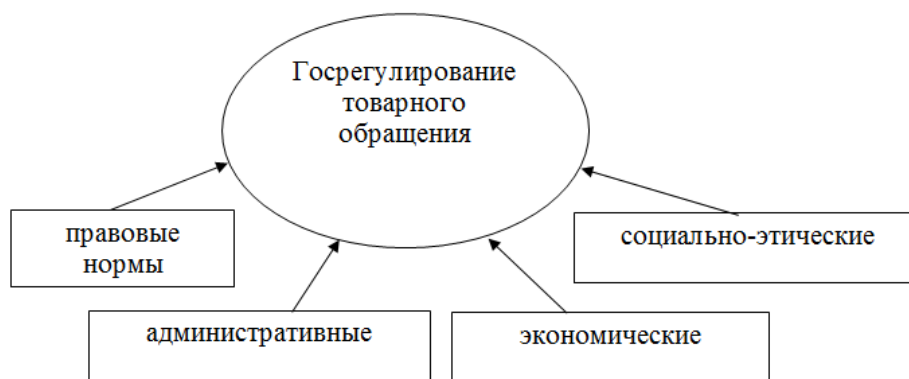 Госрегулирование
товарного
обращения
правовые
нормы
социально-этические
административные
экономические